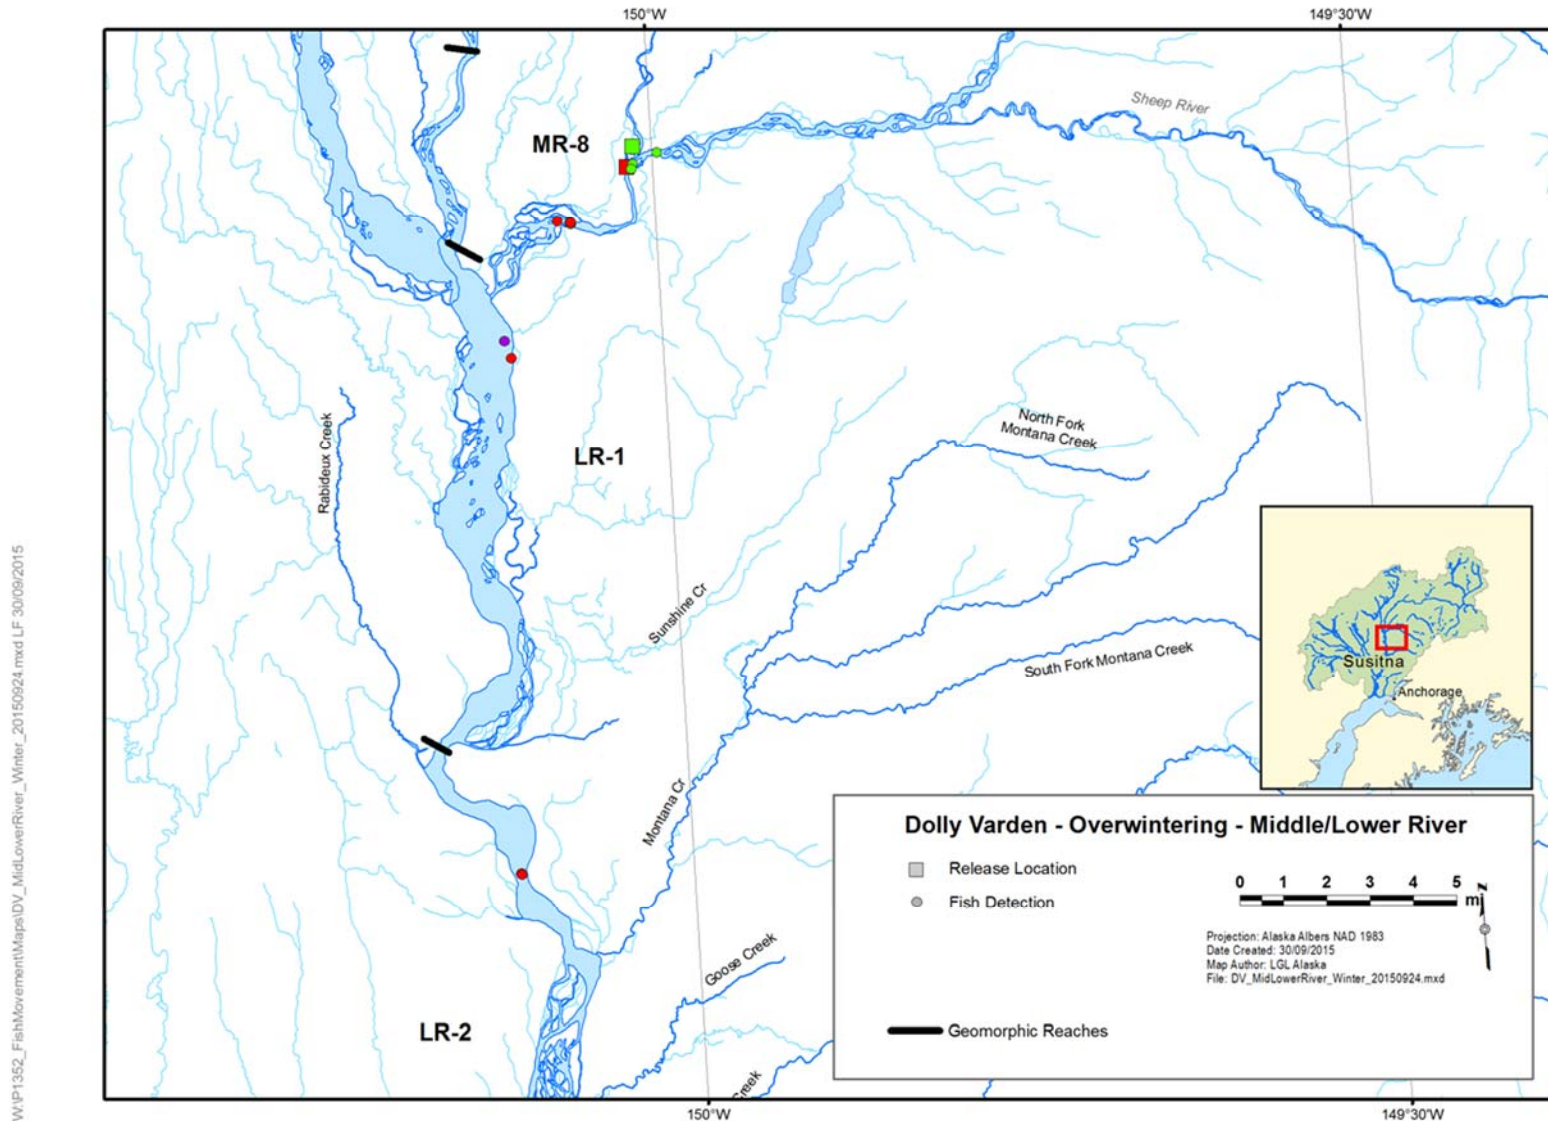 150°W
149°30'W
Sheep River
MR-8
North Fork
Montana Creek
Rabideux Creek
LR-1
Sunshine Cr
South Fork Montana Creek
Susitna
Anchorage
Montana Cr
Goose Creek
LR-2
Creek
Dolly Varden - Overwintering - Middle/Lower River
Release Location
Fish Detection
0 1 2 3 4 5
mi
N
Projection: Alaska Albers NAD 1983
Date Created: 30/09/2015
Map Author: LGL Alaska
File: DV_MidLowerRiver_Winter_20150924.mxd
Geomorphic Reaches
150°W
149°30'W
W:\P1352_FishMovement\Maps\DV_MidLowerRiver_Winter_20150924.mxd LF 30/09/2015